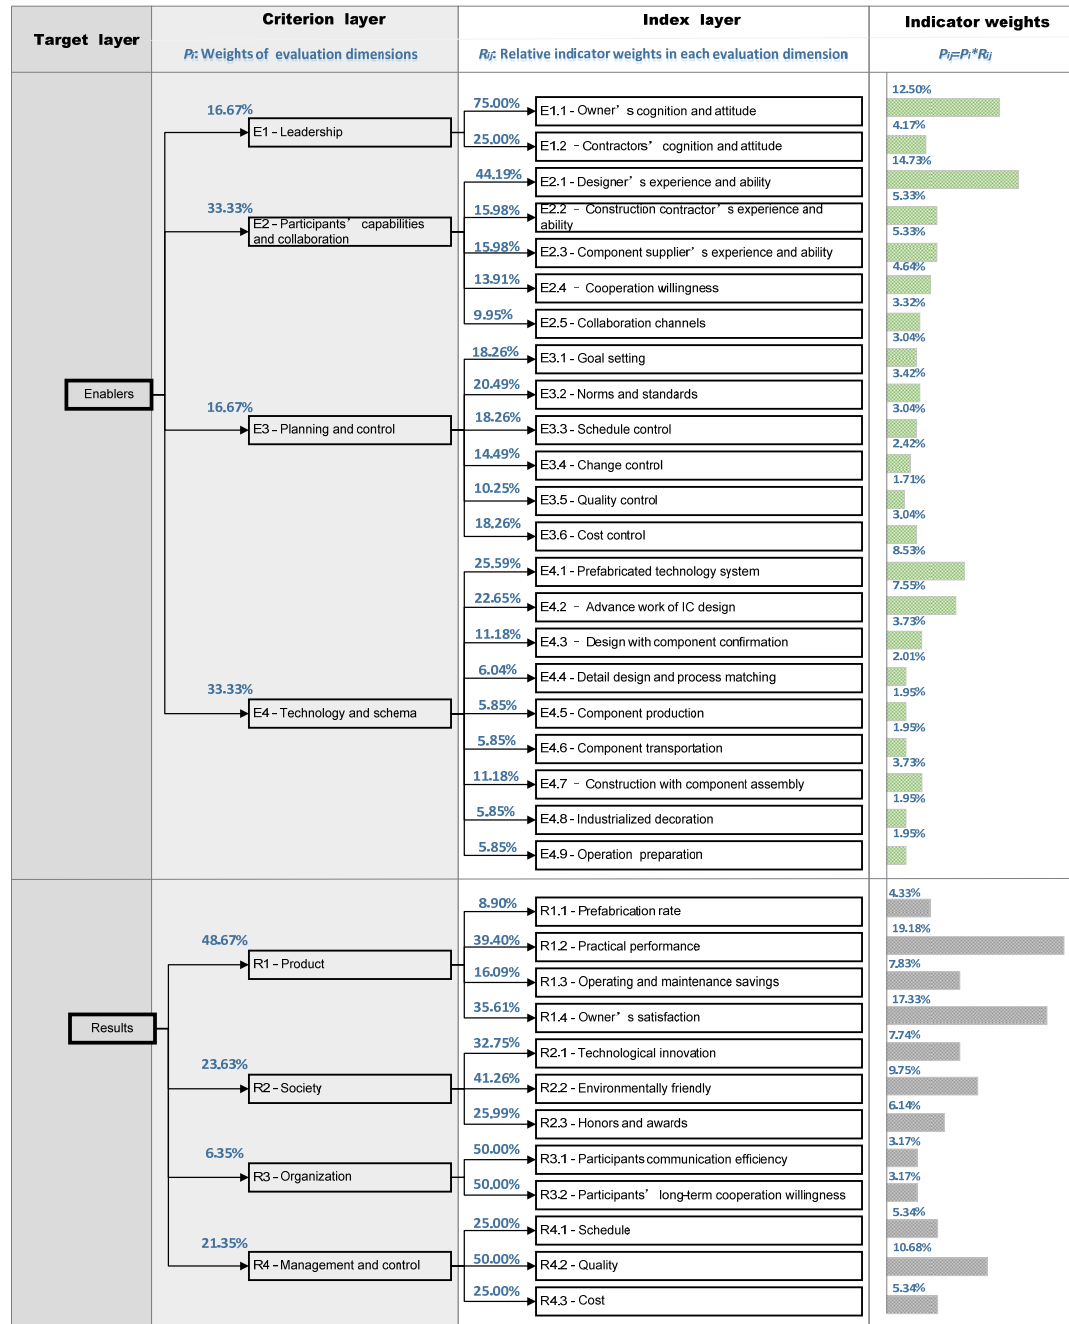 Target layer
Criterion layer
Pi: Weights of evaluation dimensions
Index layer
Rij: Relative indicator weights in each evaluation dimension
Indicator weights
Pij=Pi*Rij
Enablers
16.67%
E1 - Leadership
75.00%
E1.1 - Owner’s cognition and attitude
12.50%
25.00%
E1.2 - Contractors’ cognition and attitude
4.17%
33.33%
E2 - Participants’ capabilities
and collaboration
44.19%
E2.1 - Designer’s experience and ability
14.73%
15.98%
E2.2 - Construction contractor’s experience and
ability
5.33%
15.98%
E2.3 - Component supplier’s experience and ability
5.33%
13.91%
E2.4 - Cooperation willingness
4.64%
9.95%
E2.5 - Collaboration channels
3.32%
16.67%
E3 - Planning and control
18.26%
E3.1 - Goal setting
3.04%
20.49%
E3.2 - Norms and standards
3.42%
18.26%
E3.3 - Schedule control
3.04%
14.49%
E3.4 - Change control
2.42%
10.25%
E3.5 - Quality control
1.71%
18.26%
E3.6 - Cost control
3.04%
33.33%
E4 - Technology and schema
25.59%
E4.1 - Prefabricated technology system
8.53%
22.65%
E4.2 - Advance work of IC design
7.55%
11.18%
E4.3 - Design with component confirmation
3.73%
6.04%
E4.4 - Detail design and process matching
2.01%
5.85%
E4.5 - Component production
1.95%
5.85%
E4.6 - Component transportation
1.95%
11.18%
E4.7 - Construction with component assembly
3.73%
5.85%
E4.8 - Industrialized decoration
1.95%
5.85%
E4.9 - Operation preparation
1.95%
Results
48.67%
R1 - Product
8.90%
R1.1 - Prefabrication rate
4.33%
39.40%
R1.2 - Practical performance
19.18%
16.09%
R1.3 - Operating and maintenance savings
7.83%
35.61%
R1.4 - Owner’s satisfaction
17.33%
23.63%
R2 - Society
32.75%
R2.1 - Technological innovation
7.74%
41.26%
R2.2 - Environmentally friendly
9.75%
25.99%
R2.3 - Honors and awards
6.14%
6.35%
R3 - Organization
50.00%
R3.1 - Participants communication efficiency
3.17%
50.00%
R3.2 - Participants’ long-term cooperation willingness
3.17%
21.35%
R4 - Management and control
25.00%
R4.1 - Schedule
5.34%
50.00%
R4.2 - Quality
10.68%
25.00%
R4.3 - Cost
5.34%